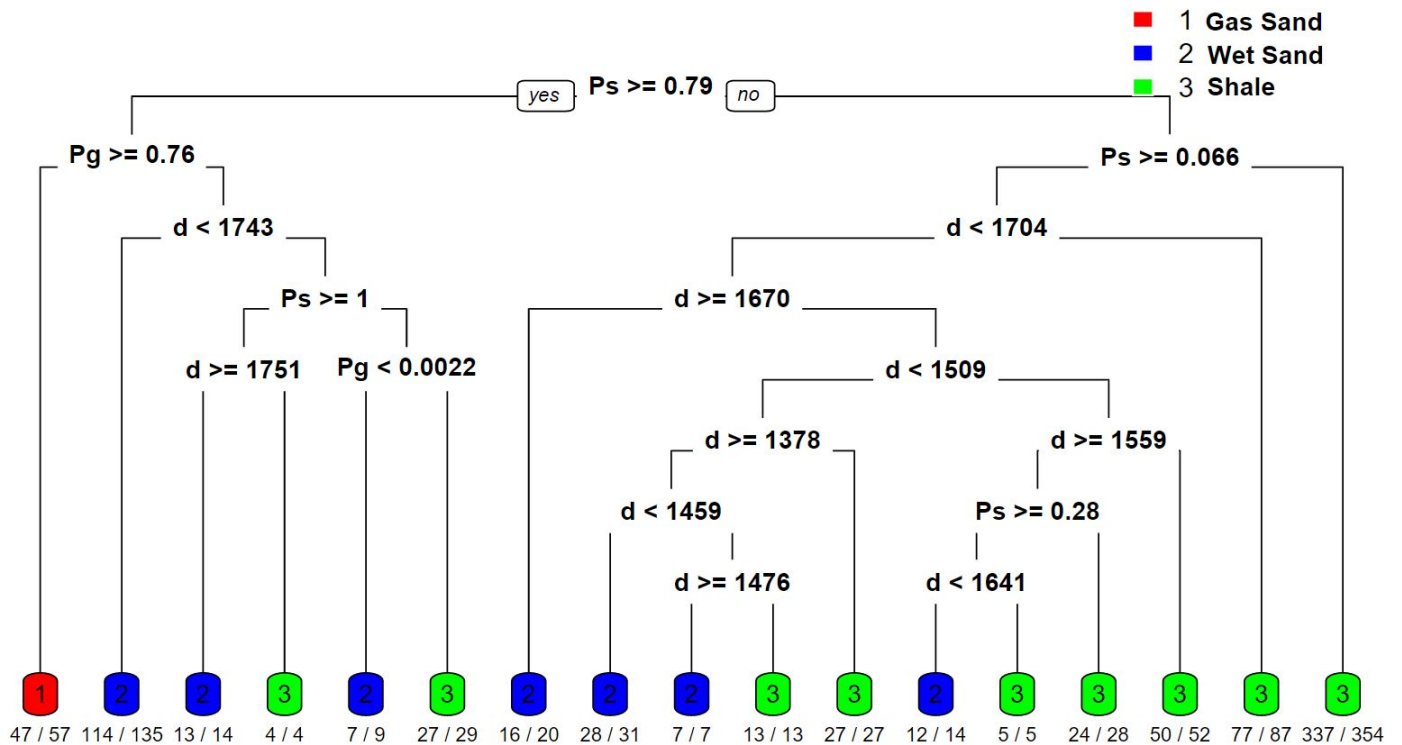 1 Gas Sand
2 Wet Sand
3 Shale
yes Ps >= 0.79 no
Pg >= 0.76
Ps >= 0.066
d < 1743
d < 1704
Ps >= 1
d >= 1670
d >= 1751
Pg < 0.0022
d < 1509
d >= 1378
d >= 1559
d < 1459
Ps >= 0.28
d >= 1476
d < 1641
1 2 2 3 2 3 2 2 2 3 3 2 3 3 3 3 3
47 / 57 114 / 135 13 / 14 4 / 4 7 / 9 27 / 29 16 / 20 28 / 31 7 / 7 13 / 13 27 / 27 12 / 14 5 / 5 24 / 28 50 / 52 77 / 87 337 / 354